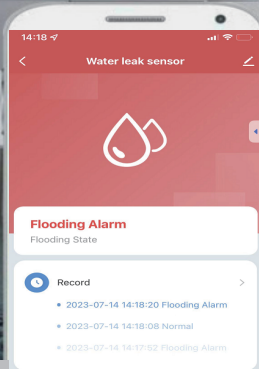 14:18
Water leak sensor
Flooding Alarm
Flooding State
Record
2023-07-14 14:18:20 Flooding Alarm
2023-07-14 14:18:08 Normal
2023-07-14 14:17:52 Flooding Alarm